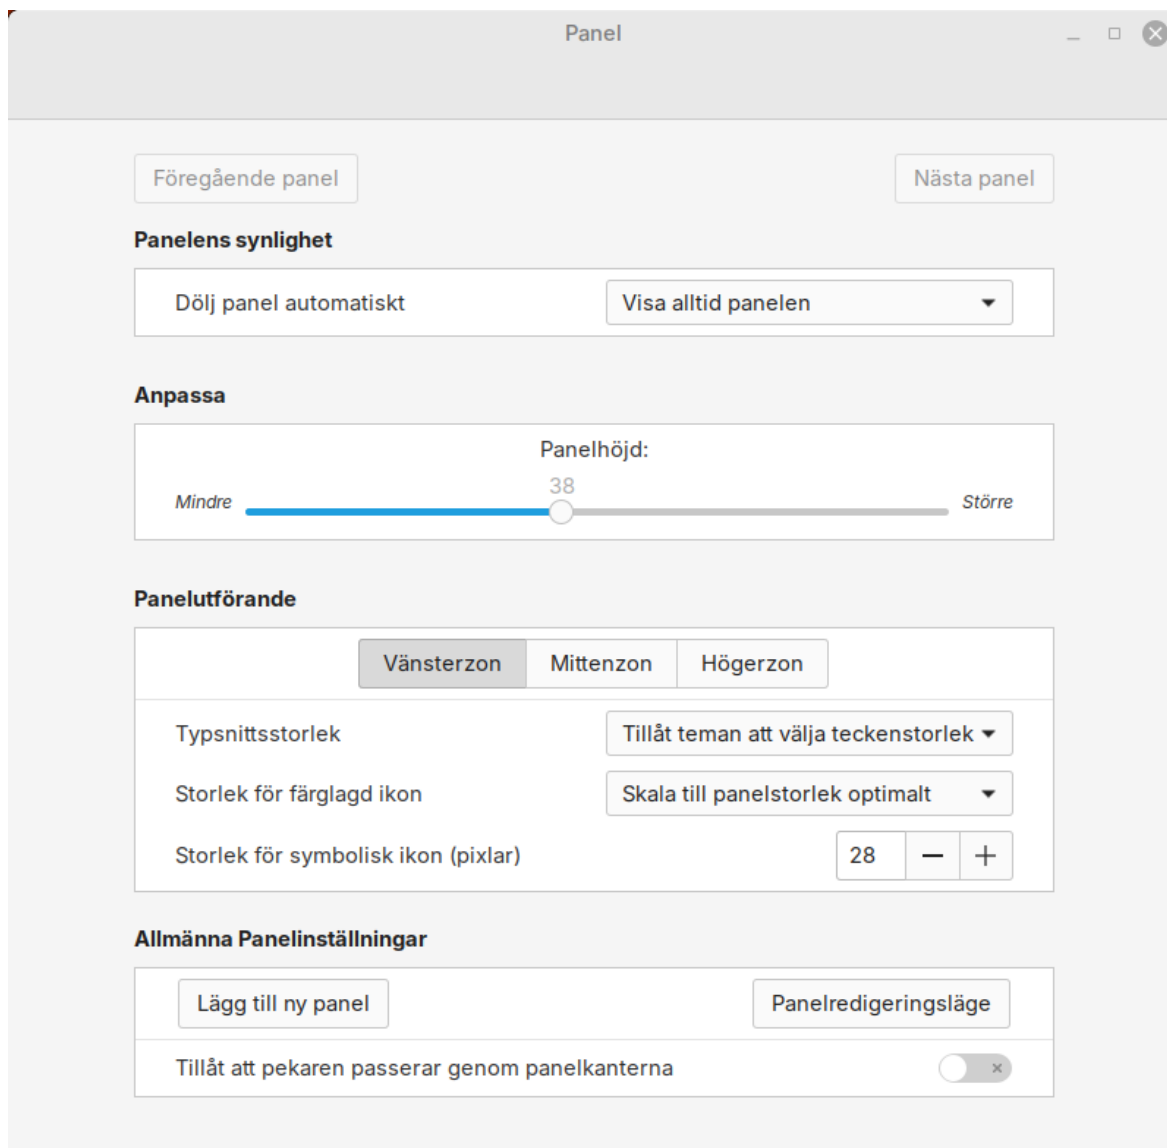 Panel
Föregående panel
Nästa panel
Panelens synlighet
Dölj panel automatiskt
Visa alltid panelen
Anpassa
Panelhöjd:
38
Mindre
Större
Panelutförande
Vänsterzon
Mittenzon
Högerzon
Typsnittsstorlek
Tillåt teman att välja teckenstorlek
Storlek för färglagd ikon
Skala till panelstorlek optimalt
Storlek för symbolisk ikon (pixlar)
28
Allmänna Panelinställningar
Lägg till ny panel
Panelredigeringsläge
Tillåt att pekaren passerar genom panelkanterna